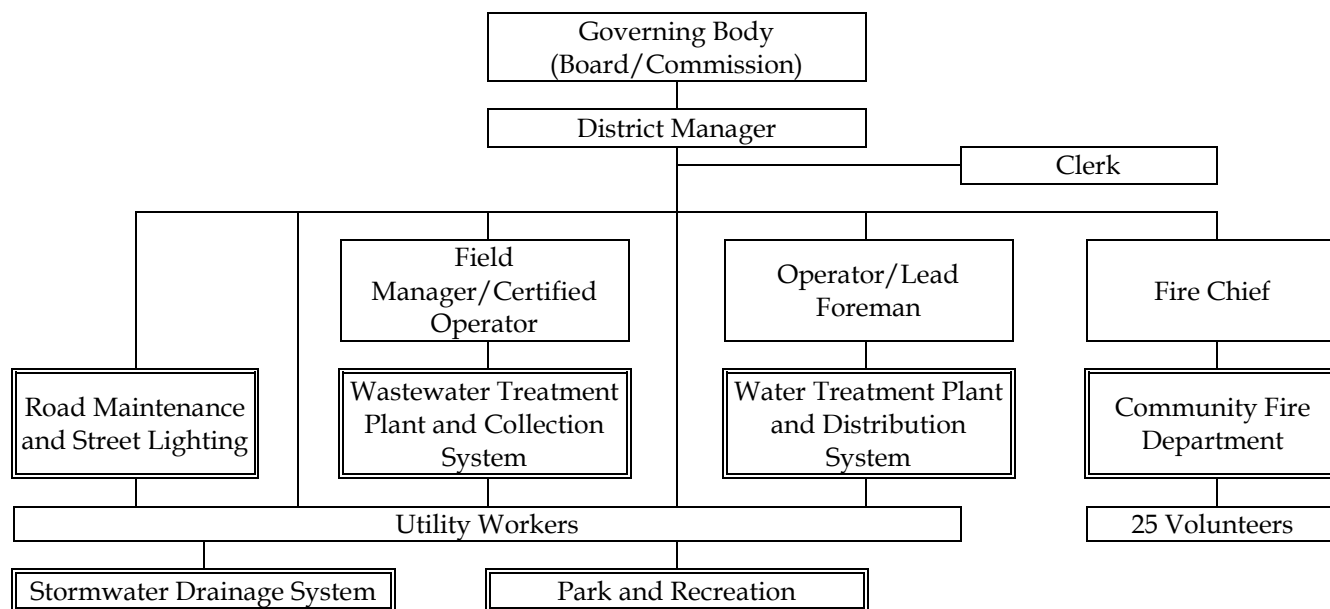 Governing Body
(Board/Commission)
District Manager
Clerk
Field
Manager/Certified
Operator
Operator/Lead
Foreman
Fire Chief
Road Maintenance
and Street Lighting
Wastewater Treatment
Plant and Collection
System
Water Treatment Plant
and Distribution
System
Community Fire
Department
Utility Workers
25 Volunteers
Stormwater Drainage System
Park and Recreation